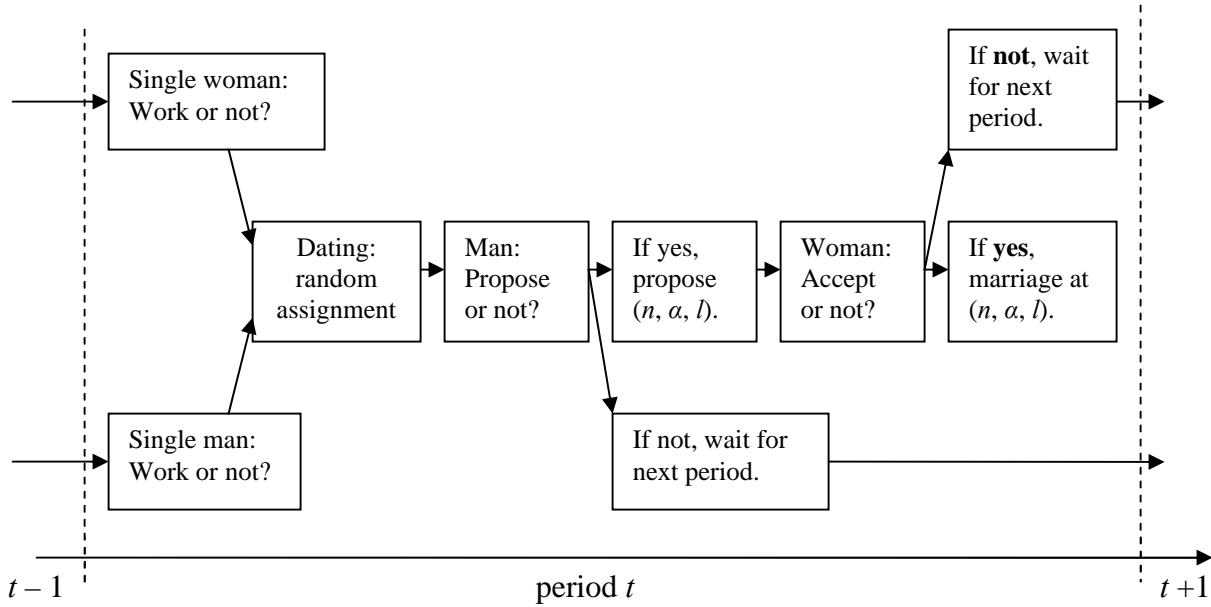 Single woman:
Work or not?
If not, wait
for next
period.
Dating:
random
assignment
Man:
Propose
or not?
If yes,
propose
(n, α, l).
Woman:
Accept
or not?
If yes,
marriage at
(n, α, l).
Single man:
Work or not?
If not, wait for
next period.
t – 1
period t
t +1